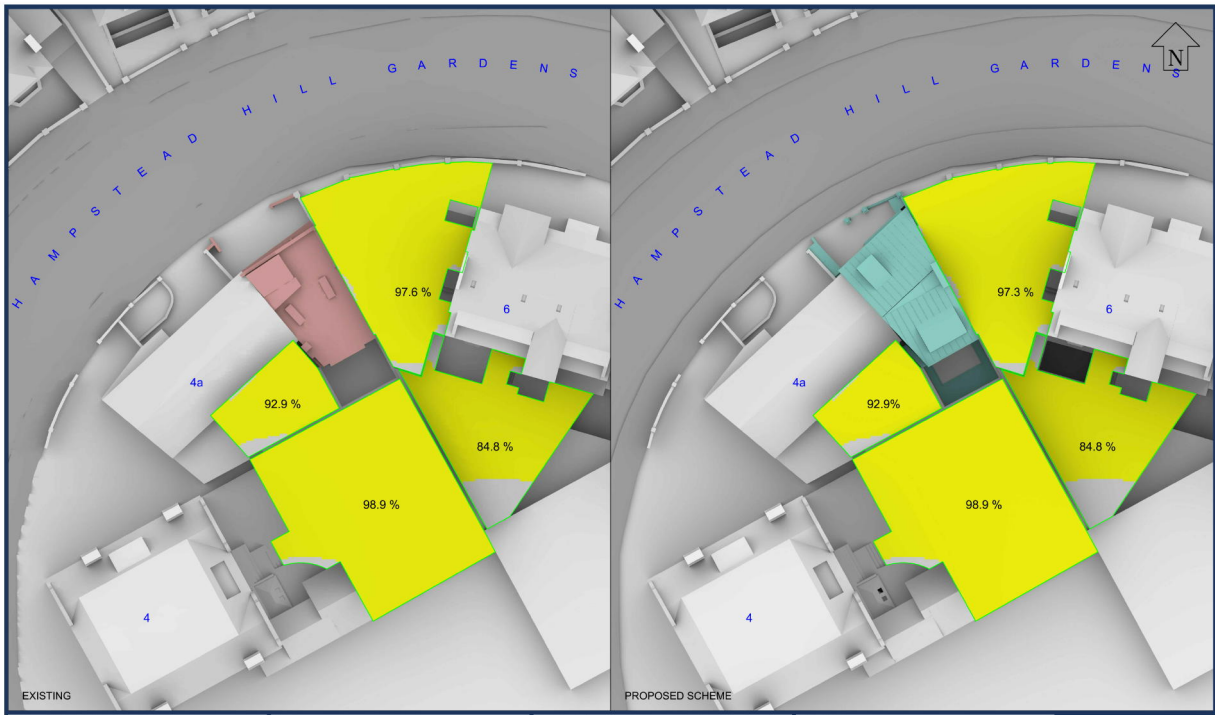 HAMPSTEAD HILL GARDENS
97.6 %
6
4a
92.9 %
84.8 %
98.9 %
4
EXISTING
HAMPSTEAD HILL GARDENS
N
97.3 %
6
4a
92.9%
84.8 %
98.9 %
4
PROPOSED SCHEME